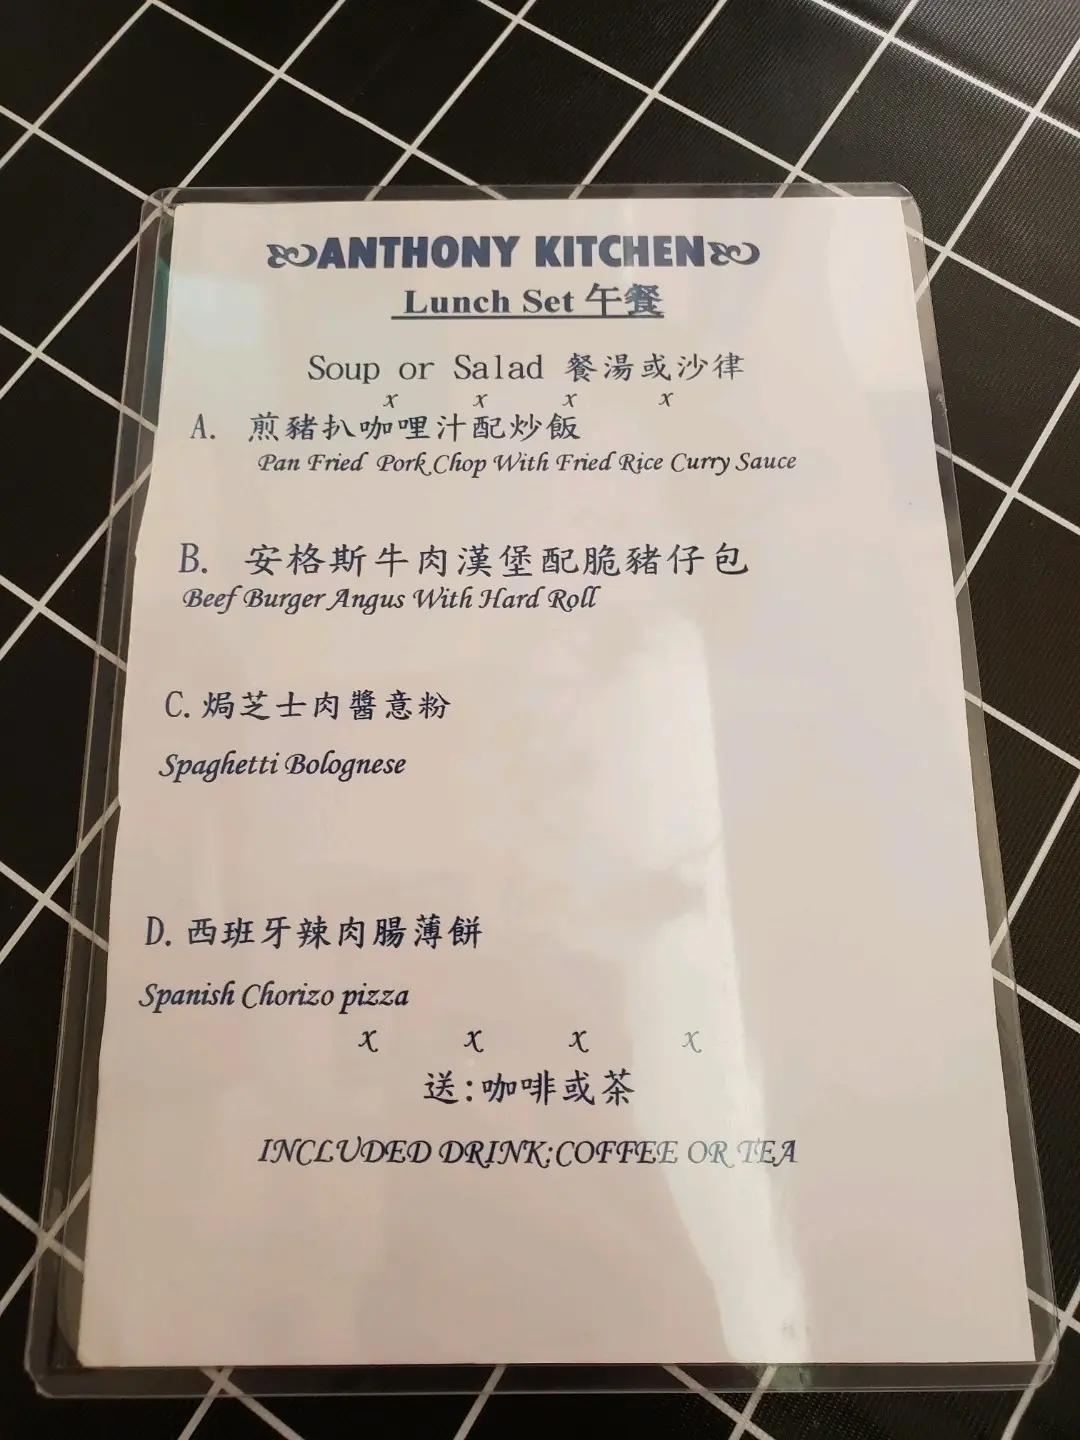 ANTHONY KITCHEN
Lunch Set 午餐
Soup or Salad 餐湯或沙律
x x x x
A. 煎豬扒咖哩汁配炒飯
Pan Fried Pork Chop With Fried Rice Curry Sauce
B. 安格斯牛肉漢堡配脆豬仔包
Beef Burger Angus With Hard Roll
C. 焗芝士肉醬意粉
Spaghetti Bolognese
D. 西班牙辣肉腸薄餅
Spanish Chorizo pizza
x x x x
送:咖啡或茶
INCLUDED DRINK:COFFEE OR TEA